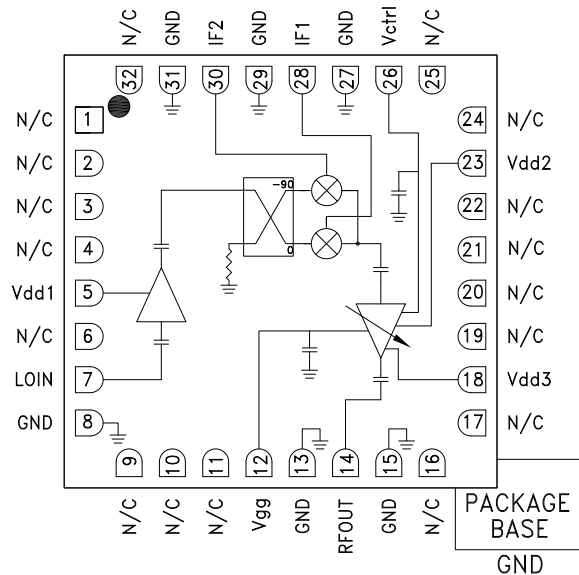 N/C GND IF2 GND IF1 GND Vctrl N/C
32 31 30 29 28 27 26 25
N/C 1 24 N/C
N/C 2 -90 23 Vdd2
N/C 3 22 N/C
N/C 4 0 21 N/C
Vdd1 5 20 N/C
N/C 6 19 N/C
LOIN 7 18 Vdd3
GND 8 17 N/C
9 10 11 12 13 14 15 16
N/C N/C N/C Vgg GND RFOUT GND N/C
PACKAGE
BASE
GND